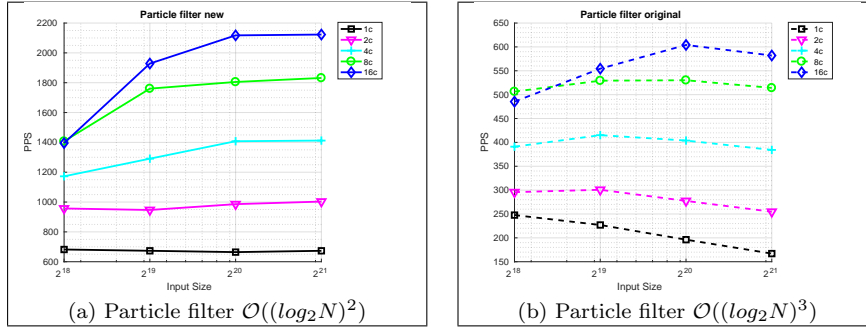 Particle filter new
2200
2000
1800
1600
1400
1200
1000
800
600
PPS
2^18
2^19
2^20
2^21
Input Size
1c
2c
4c
8c
16c
(a) Particle filter O((log₂N)²)
Particle filter original
650
600
550
500
450
400
350
300
250
200
150
PPS
2^18
2^19
2^20
2^21
Input Size
1c
2c
4c
8c
16c
(b) Particle filter O((log₂N)³)